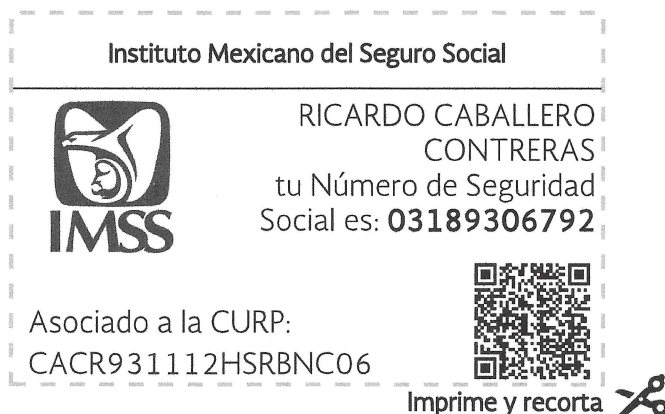 Instituto Mexicano del Seguro Social
RICARDO CABALLERO
CONTRERAS
tu Número de Seguridad
Social es: 03189306792
IMSS
Asociado a la CURP:
CACR931112HSRBNC06
Imprime y recorta